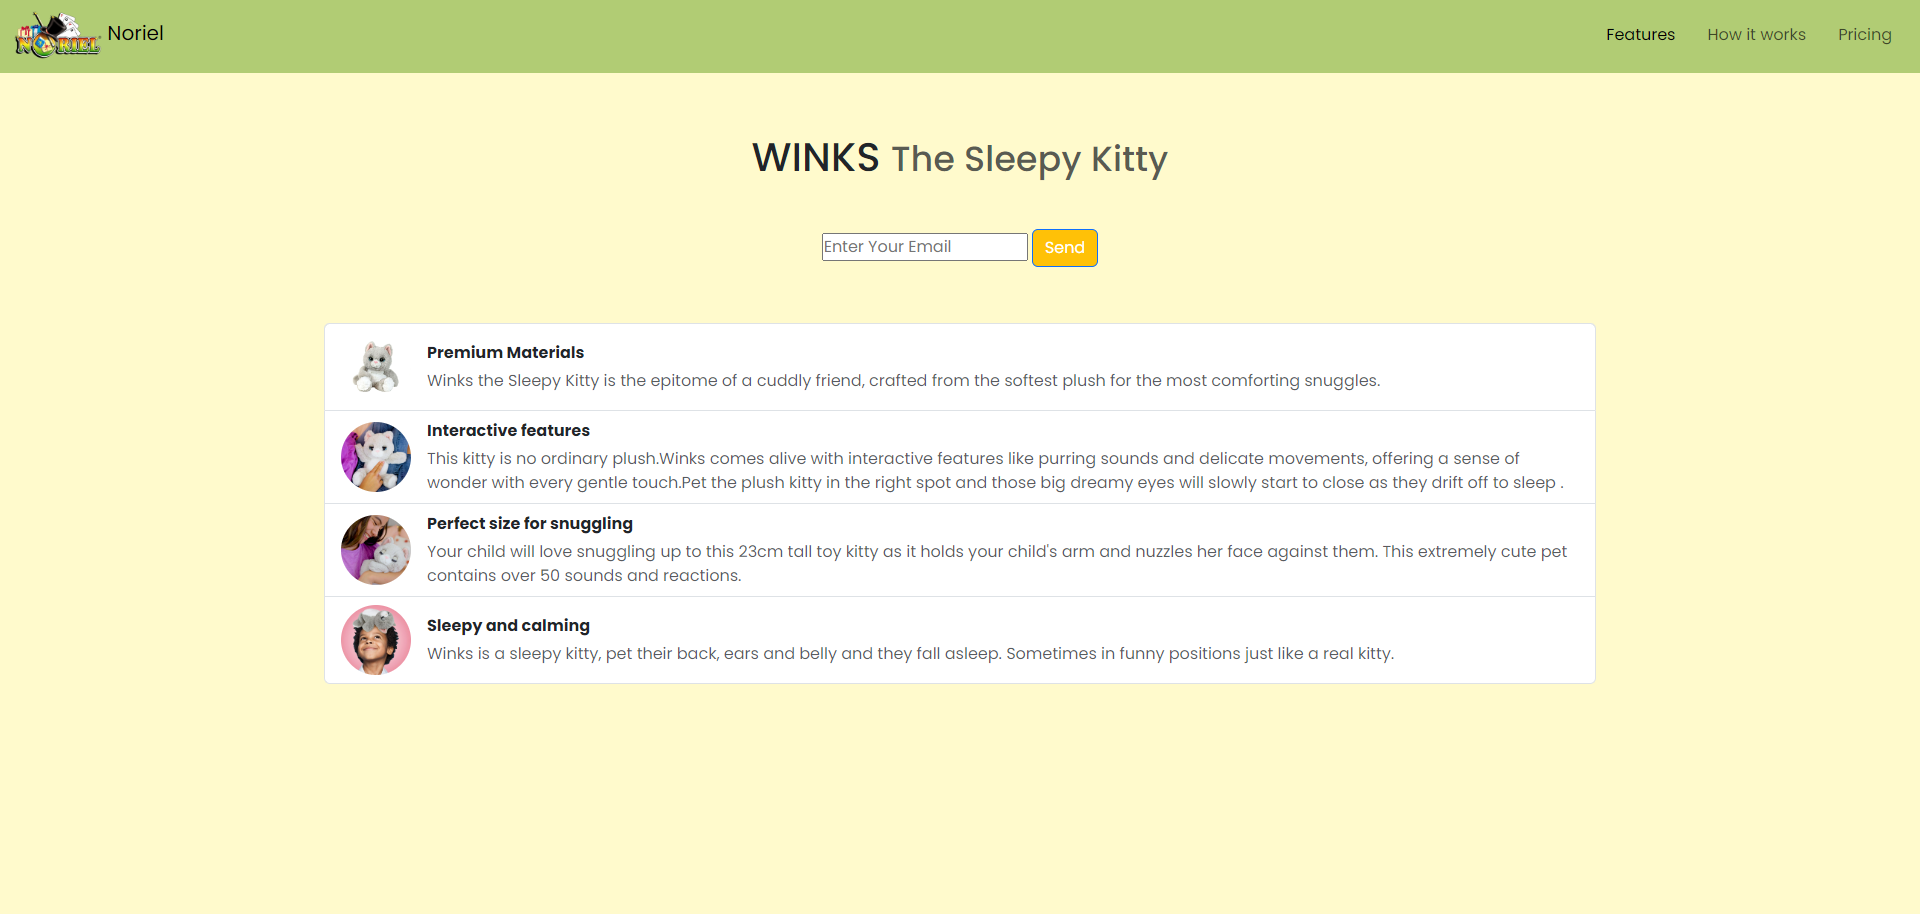 MY NORIEL Noriel Features How it works Pricing
WINKS The Sleepy Kitty
Enter Your Email Send
Premium Materials
Winks the Sleepy Kitty is the epitome of a cuddly friend, crafted from the softest plush for the most comforting snuggles.
Interactive features
This kitty is no ordinary plush.Winks comes alive with interactive features like purring sounds and delicate movements, offering a sense of
wonder with every gentle touch.Pet the plush kitty in the right spot and those big dreamy eyes will slowly start to close as they drift off to sleep .
Perfect size for snuggling
Your child will love snuggling up to this 23cm tall toy kitty as it holds your child's arm and nuzzles her face against them. This extremely cute pet
contains over 50 sounds and reactions.
Sleepy and calming
Winks is a sleepy kitty, pet their back, ears and belly and they fall asleep. Sometimes in funny positions just like a real kitty.